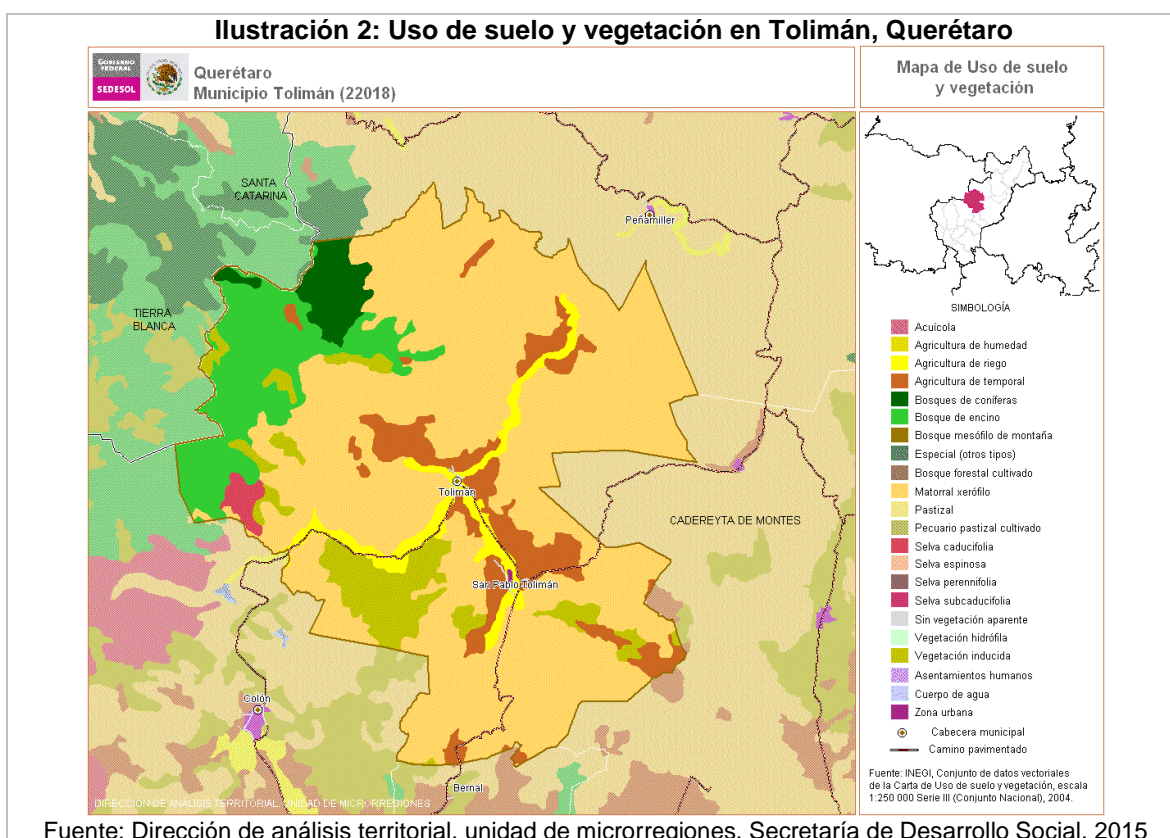 Ilustración 2: Uso de suelo y vegetación en Tolimán, Querétaro
GOBIERNO
FEDERAL
SEDESOL
Querétaro
Municipio Tolimán (22018)
Mapa de Uso de suelo
y vegetación
SANTA
CATARINA
Peñamiller
TIERRA
BLANCA
Tolimán
CADEREYTA DE MONTES
San Pablo Tolimán
Colón
Bernal
DIRECCIÓN DE ANÁLISIS TERRITORIAL, UNIDAD DE MICRORREGIONES
SIMBOLOGÍA
Acuícola
Agricultura de humedad
Agricultura de riego
Agricultura de temporal
Bosques de coníferas
Bosque de encino
Bosque mesófilo de montaña
Especial (otros tipos)
Bosque forestal cultivado
Matorral xerófilo
Pastizal
Pecuario pastizal cultivado
Selva caducifolia
Selva espinosa
Selva perennifolia
Selva subcaducifolia
Sin vegetación aparente
Vegetación hidrófila
Vegetación inducida
Asentamientos humanos
Cuerpo de agua
Zona urbana
Cabecera municipal
Camino pavimentado
Fuente: INEGI, Conjunto de datos vectoriales
de la Carta de Uso de suelo y vegetación, escala
1:250 000 Serie III (Conjunto Nacional), 2004.
Fuente: Dirección de análisis territorial, unidad de microrregiones, Secretaría de Desarrollo Social, 2015